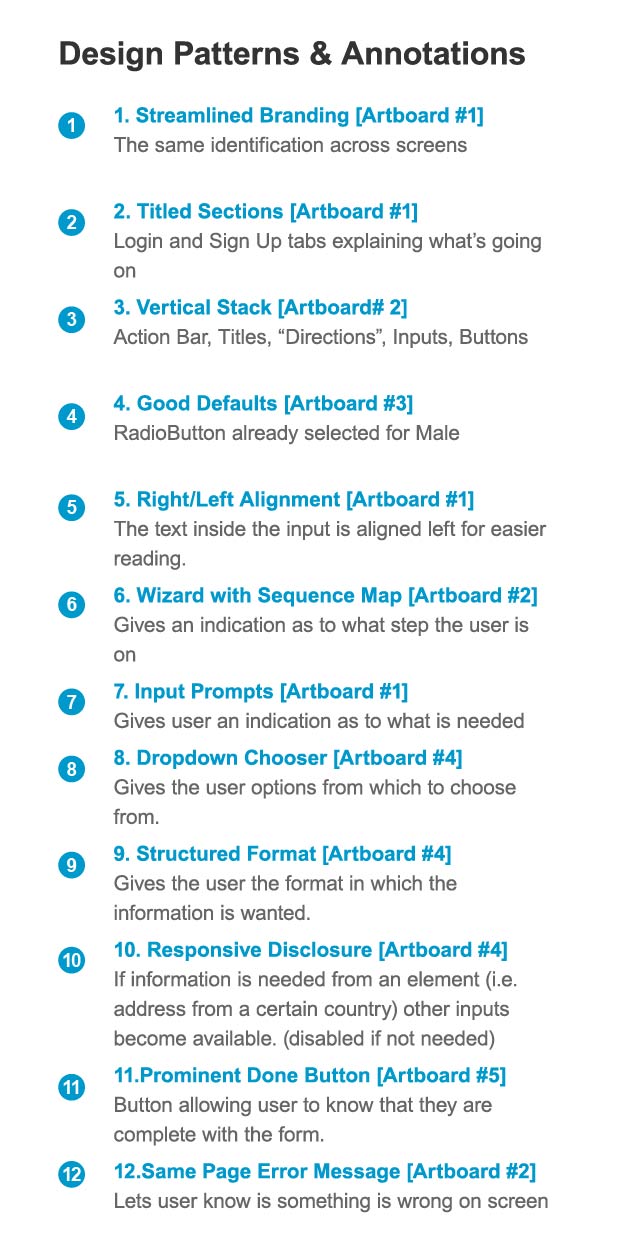 Design Patterns & Annotations
1
1. Streamlined Branding [Artboard #1]
The same identification across screens
2
2. Titled Sections [Artboard #1]
Login and Sign Up tabs explaining what’s going
on
3
3. Vertical Stack [Artboard# 2]
Action Bar, Titles, “Directions”, Inputs, Buttons
4
4. Good Defaults [Artboard #3]
RadioButton already selected for Male
5
5. Right/Left Alignment [Artboard #1]
The text inside the input is aligned left for easier
reading.
6
6. Wizard with Sequence Map [Artboard #2]
Gives an indication as to what step the user is
on
7
7. Input Prompts [Artboard #1]
Gives user an indication as to what is needed
8
8. Dropdown Chooser [Artboard #4]
Gives the user options from which to choose
from.
9
9. Structured Format [Artboard #4]
Gives the user the format in which the
information is wanted.
10
10. Responsive Disclosure [Artboard #4]
If information is needed from an element (i.e.
address from a certain country) other inputs
become available. (disabled if not needed)
11
11.Prominent Done Button [Artboard #5]
Button allowing user to know that they are
complete with the form.
12
12.Same Page Error Message [Artboard #2]
Lets user know is something is wrong on screen